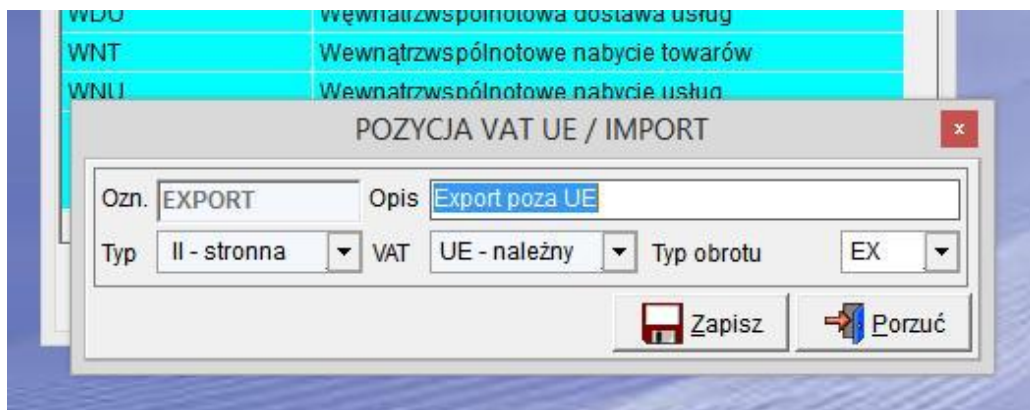 WDU Wewnątrzwspólnotowa dostawa usług
WNT Wewnątrzwspólnotowe nabycie towarów
WNU Wewnątrzwspólnotowe nabycie usług
POZYCJA VAT UE / IMPORT
x
Ozn. EXPORT Opis Export poza UE
Typ II - stronna VAT UE - należny Typ obrotu EX
Zapisz Porzuć